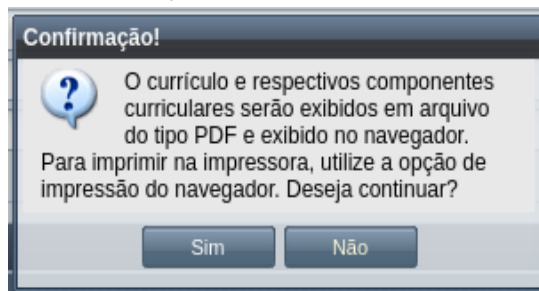 Confirmação!
O currículo e respectivos componentes
curriculares serão exibidos em arquivo
do tipo PDF e exibido no navegador.
Para imprimir na impressora, utilize a opção de
impressão do navegador. Deseja continuar?
Sim Não